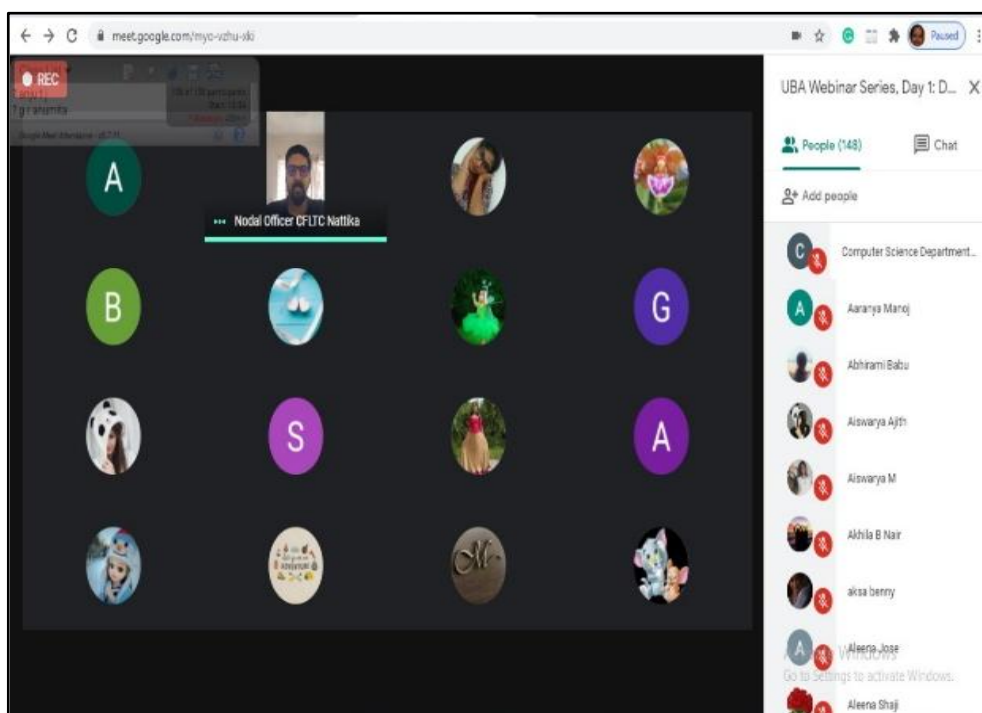 meet.google.com/myo-vzhu-xki
Paused
REC
UBA Webinar Series, Day 1: D... X
People (148)
Chat
Add people
A
Nodal Officer CFLTC Nattika
B
G
S
A
ADVENTURE
M
C
Computer Science Department...
A
Aaranya Manoj
Abhirami Babu
Aiswarya Ajith
Aiswarya M
Akhila B Nair
aksa benny
A
Aleena Jose
Windows
Go to Settings to activate Windows.
Aleena Shaji